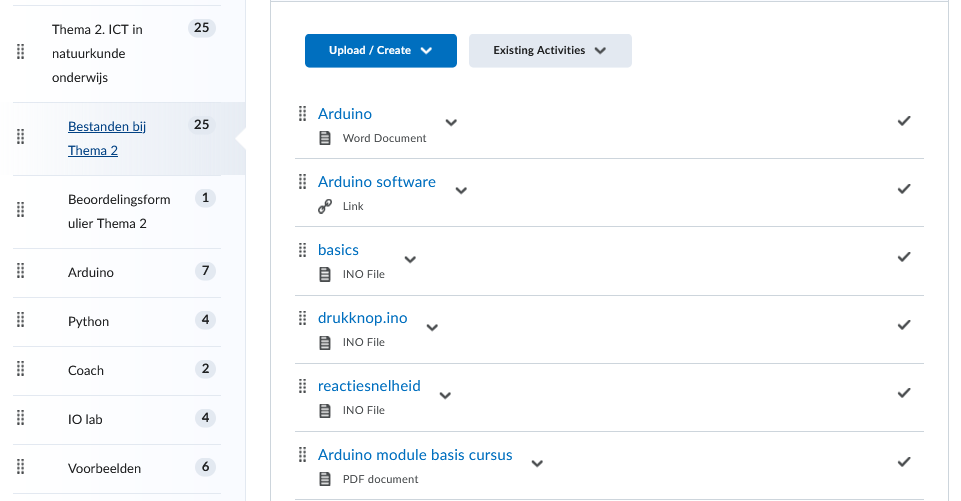 Thema 2. ICT in
natuurkunde
onderwijs
25
Bestanden bij
Thema 2
25
Beoordelingsform
ulier Thema 2
1
Arduino
7
Python
4
Coach
2
IO lab
4
Voorbeelden
6
Upload / Create
Existing Activities
Arduino
Word Document
Arduino software
Link
basics
INO File
drukknop.ino
INO File
reactiesnelheid
INO File
Arduino module basis cursus
PDF document